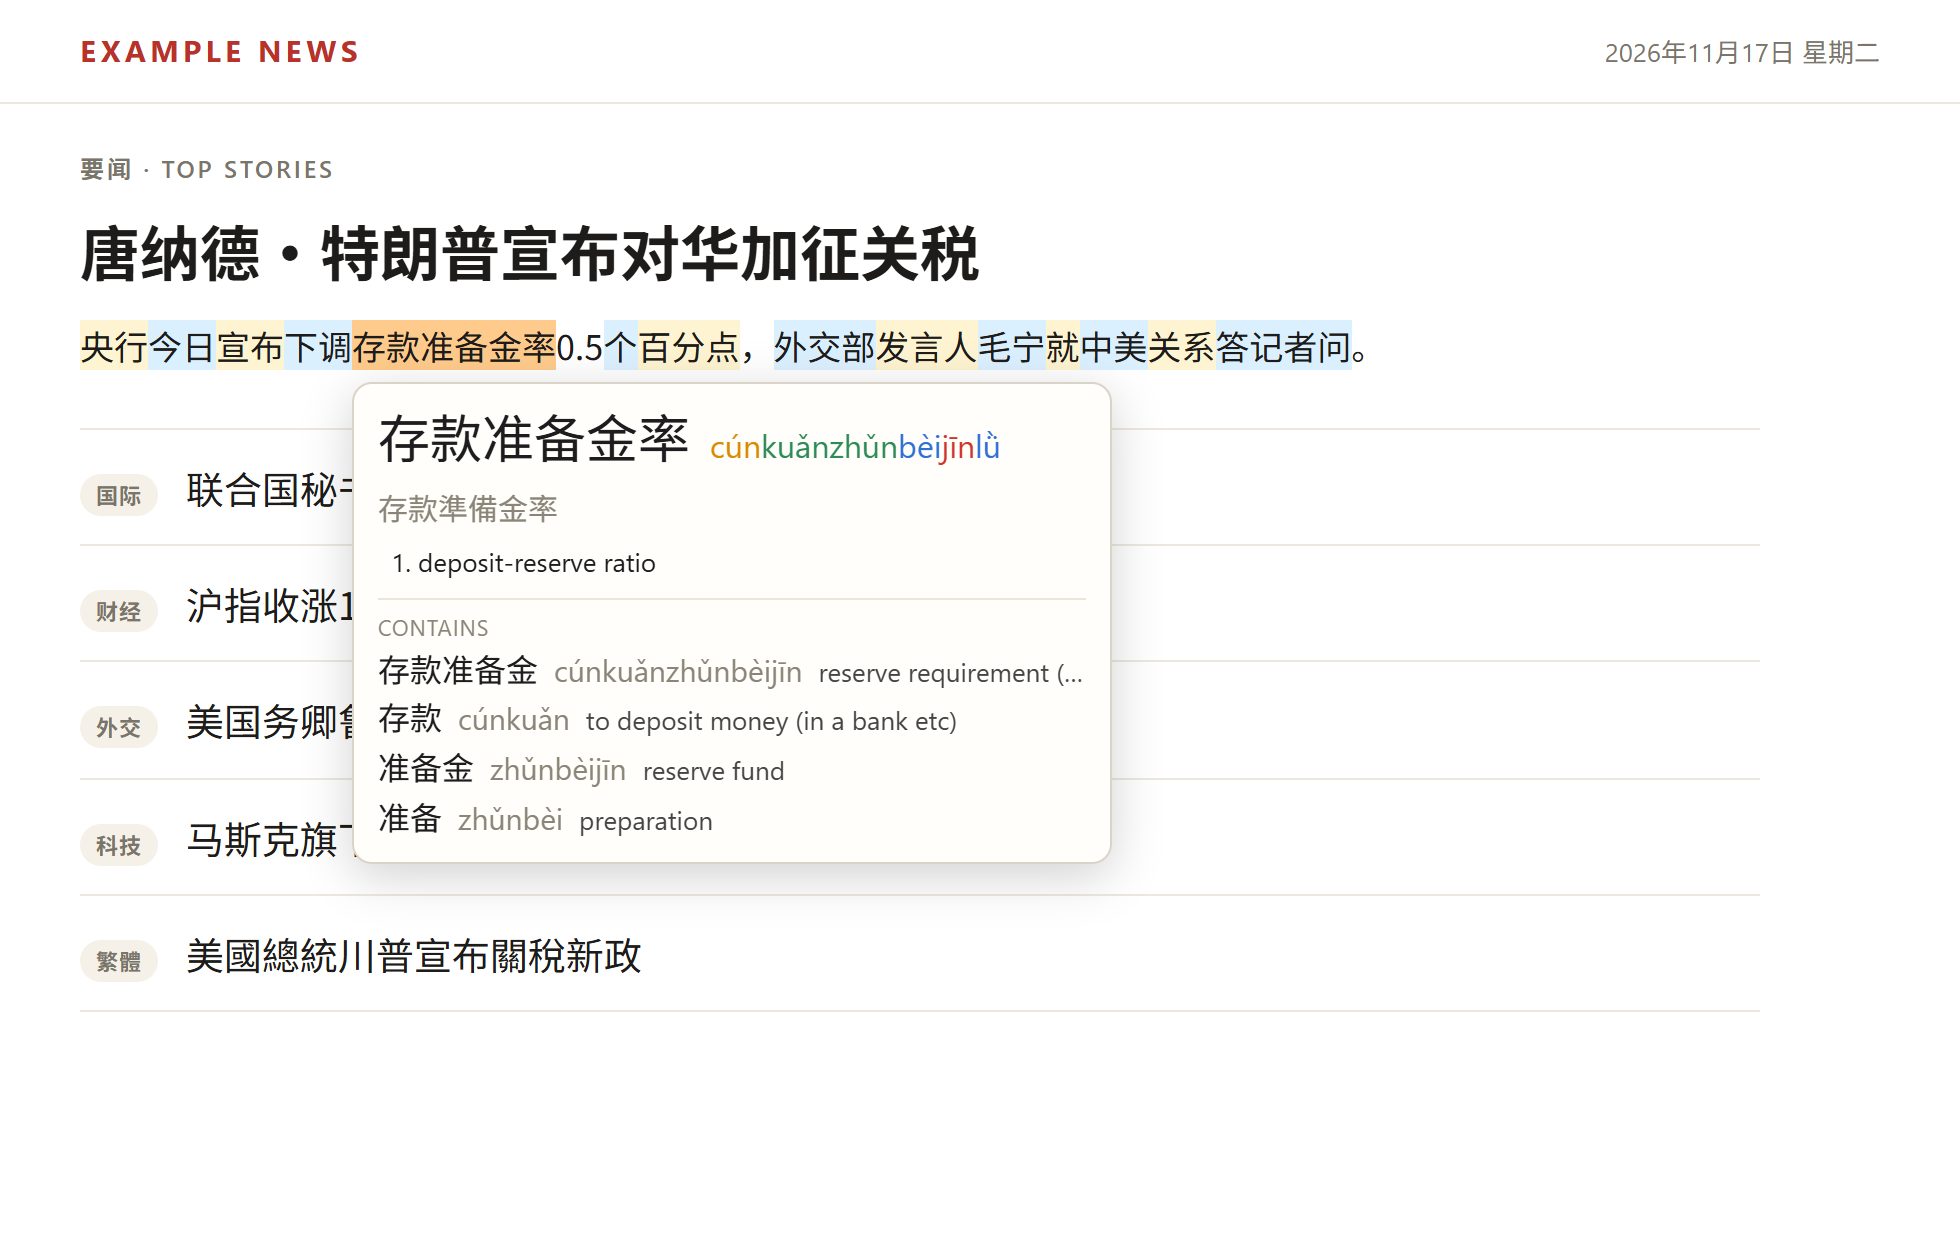 EXAMPLE NEWS
2026年11月17日 星期二
要闻 · TOP STORIES
唐纳德·特朗普宣布对华加征关税
央行今日宣布下调存款准备金率0.5个百分点，外交部发言人毛宁就中美关系答记者问。
存款准备金率 cúnkuǎnzhǔnbèijīnlǜ
存款準備金率
1. deposit-reserve ratio
CONTAINS
存款准备金 cúnkuǎnzhǔnbèijīn reserve requirement (...
存款 cúnkuǎn to deposit money (in a bank etc)
准备金 zhǔnbèijīn reserve fund
准备 zhǔnbèi preparation
国际 联合国秘
财经 沪指收涨1
外交 美国务卿
科技 马斯克旗
繁體 美國總統川普宣布關稅新政